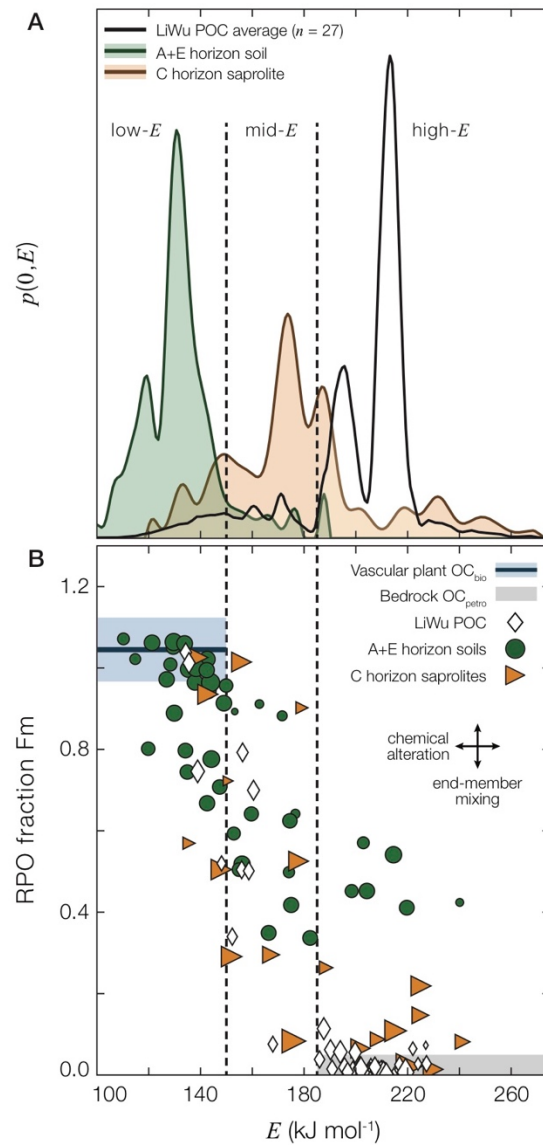 A
LiWu POC average (n = 27)
A+E horizon soil
C horizon saprolite
low-E
mid-E
high-E
p(0,E)
B
1.2
0.8
0.4
0.0
RPO fraction Fm
Vascular plant OCbio
Bedrock OCpetro
LiWu POC
A+E horizon soils
C horizon saprolites
chemical
alteration
end-member
mixing
100 140 180 220 260
E (kJ mol-1)